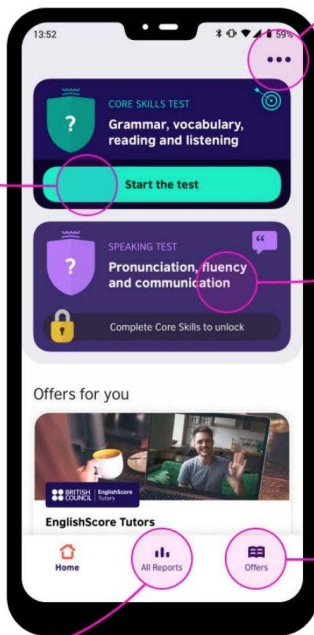 13:52
59%
CORE SKILLS TEST
?
Grammar, vocabulary,
reading and listening
Start the test
SPEAKING TEST
?
Pronunciation, fluency
and communication
Complete Core Skills to unlock
Offers for you
BRITISH COUNCIL
EnglishScore
Tutors
EnglishScore Tutors
Home
All Reports
Offers